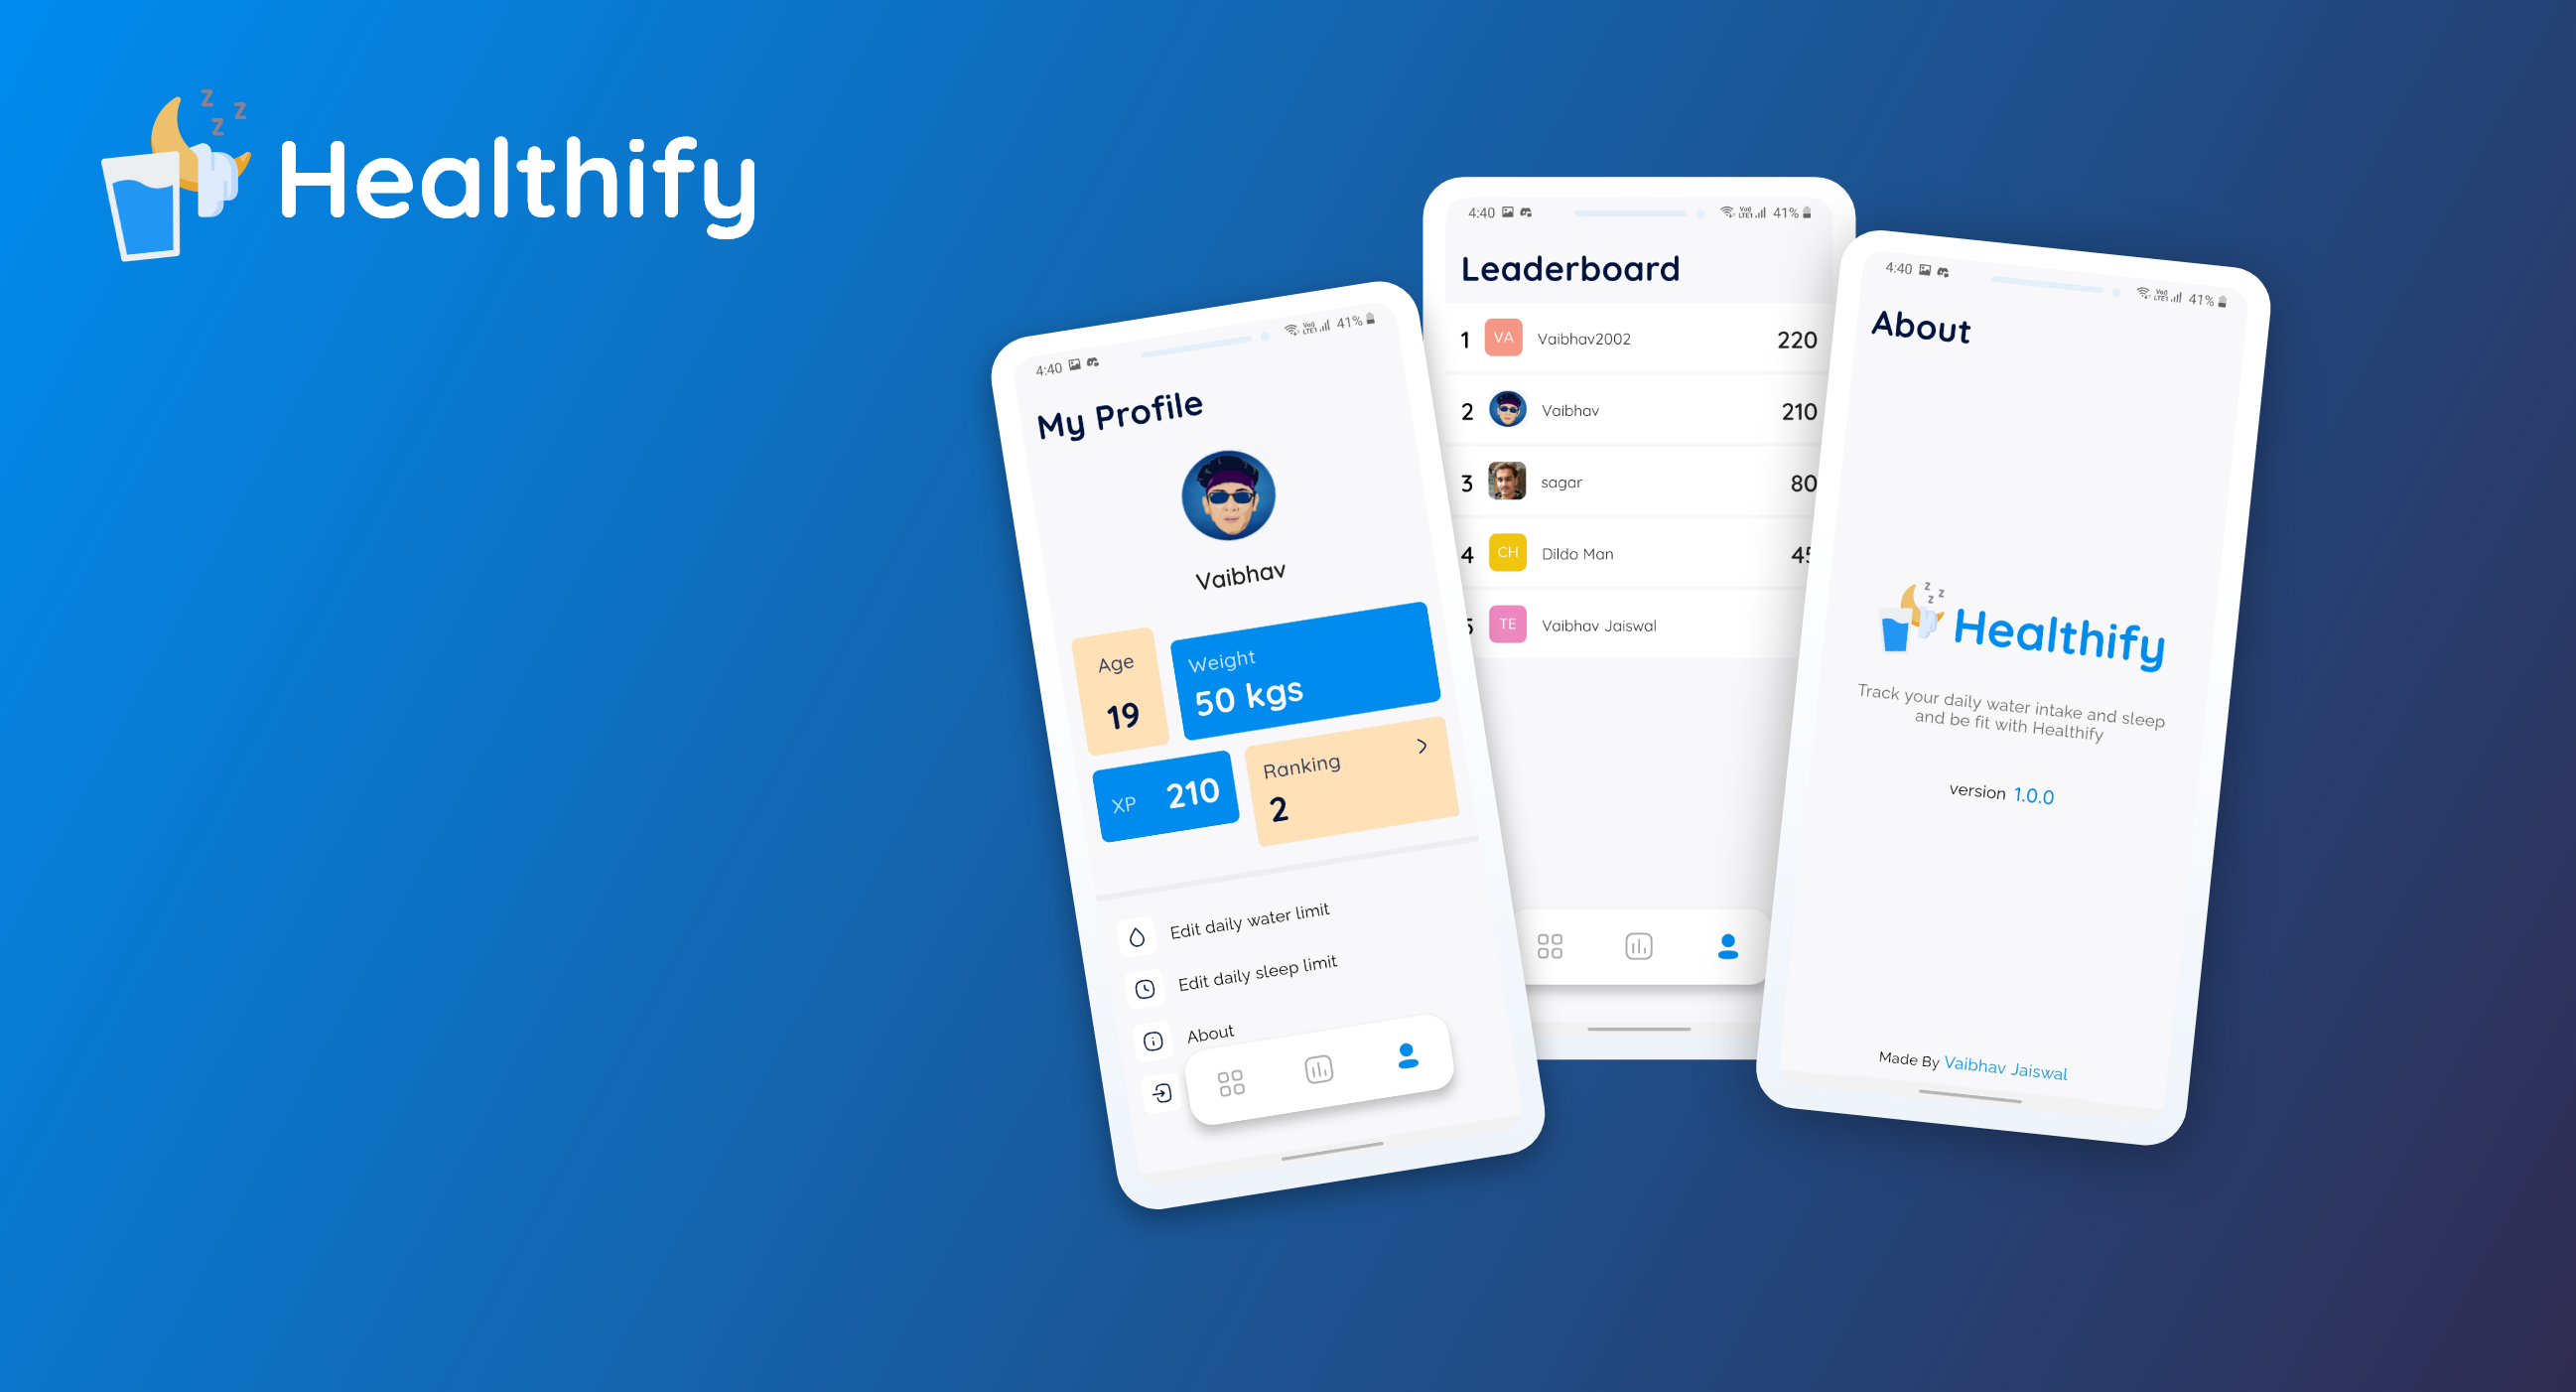 z z
z
Healthify
4:40 41%
My Profile
Vaibhav
Age
19
Weight
50 kgs
XP 210
Ranking
2
Edit daily water limit
Edit daily sleep limit
About
4:40 41%
Leaderboard
1 VA Vaibhav2002 220
2 Vaibhav 210
3 sagar 80
4 CH Dildo Man
5 TE Vaibhav Jaiswal
4:40 41%
About
z z
z
Healthify
Track your daily water intake and sleep
and be fit with Healthify
version 1.0.0
Made By Vaibhav Jaiswal